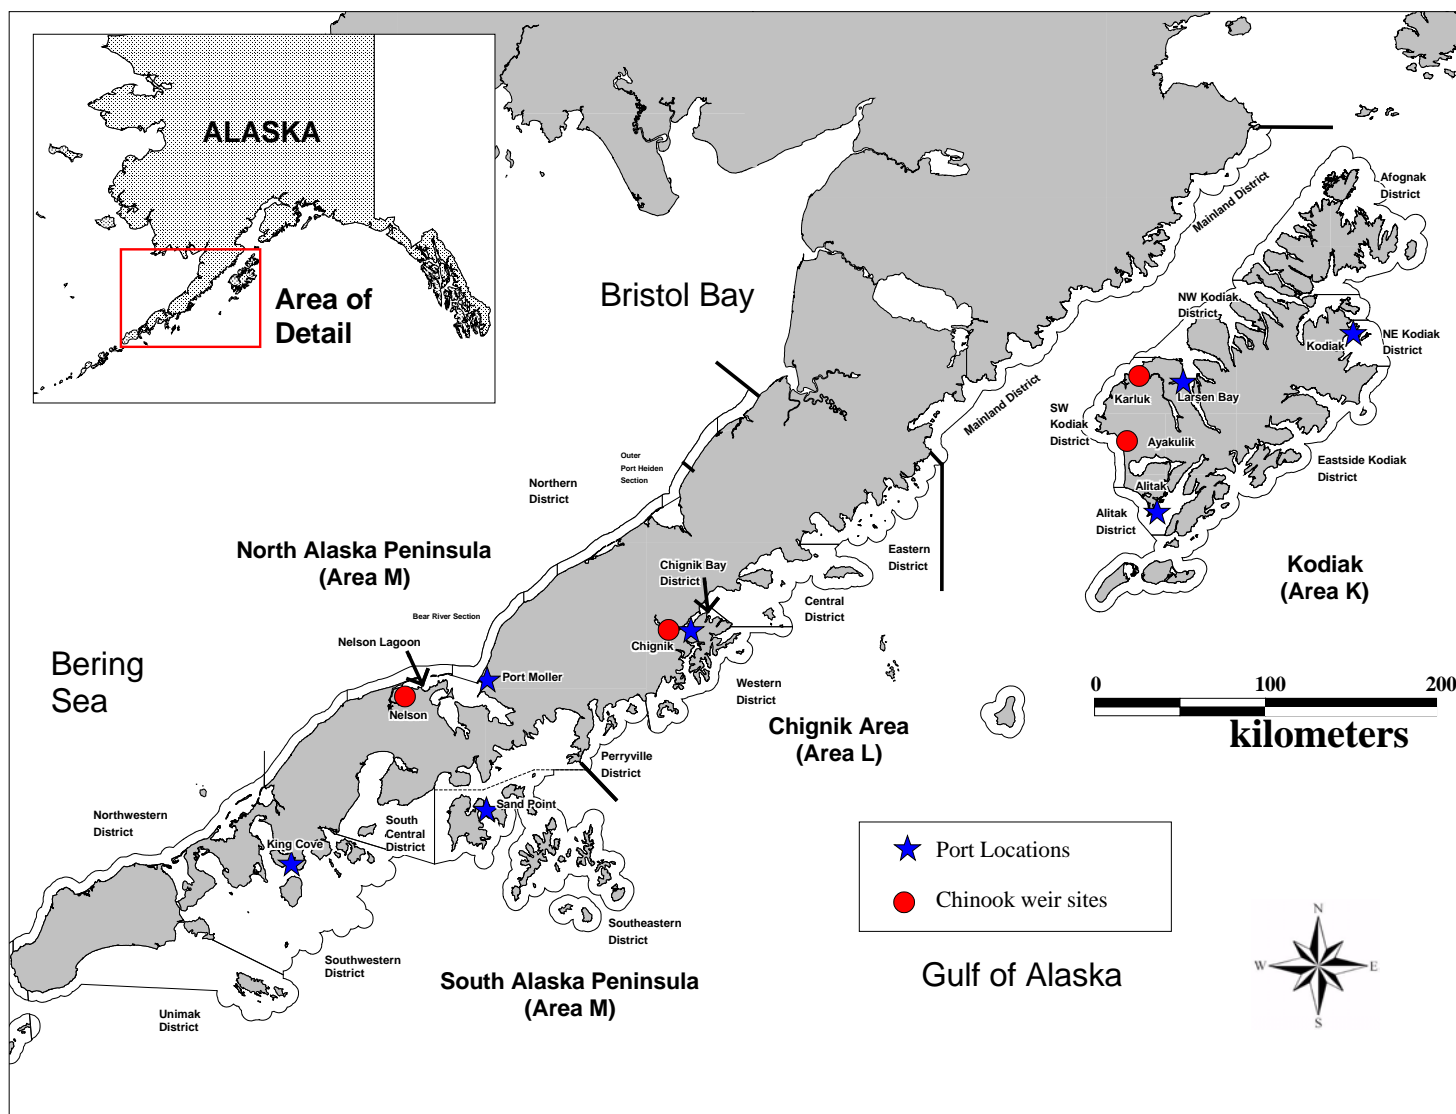 ALASKA
Area of
Detail
Bristol Bay
Mainland District
Afognak
District
NW Kodiak
District
Kodiak
NE Kodiak
District
Karluk
Larsen Bay
Mainland District
SW
Kodiak
District
Ayakulik
Eastside Kodiak
District
Alitak
Alitak
District
Kodiak
(Area K)
Outer
Port Heiden
Section
Northern
District
North Alaska Peninsula
(Area M)
Eastern
District
Chignik Bay
District
Central
District
Bear River Section
Nelson Lagoon
Chignik
Port Moller
Bering
Sea
Nelson
Western
District
Chignik Area
(Area L)
0 100 200
kilometers
Perryville
District
Sand Point
Northwestern
District
South
Central
District
King Cove
Port Locations
Chinook weir sites
Southeastern
District
Southwestern
District
South Alaska Peninsula
(Area M)
Gulf of Alaska
Unimak
District
N
W E
S